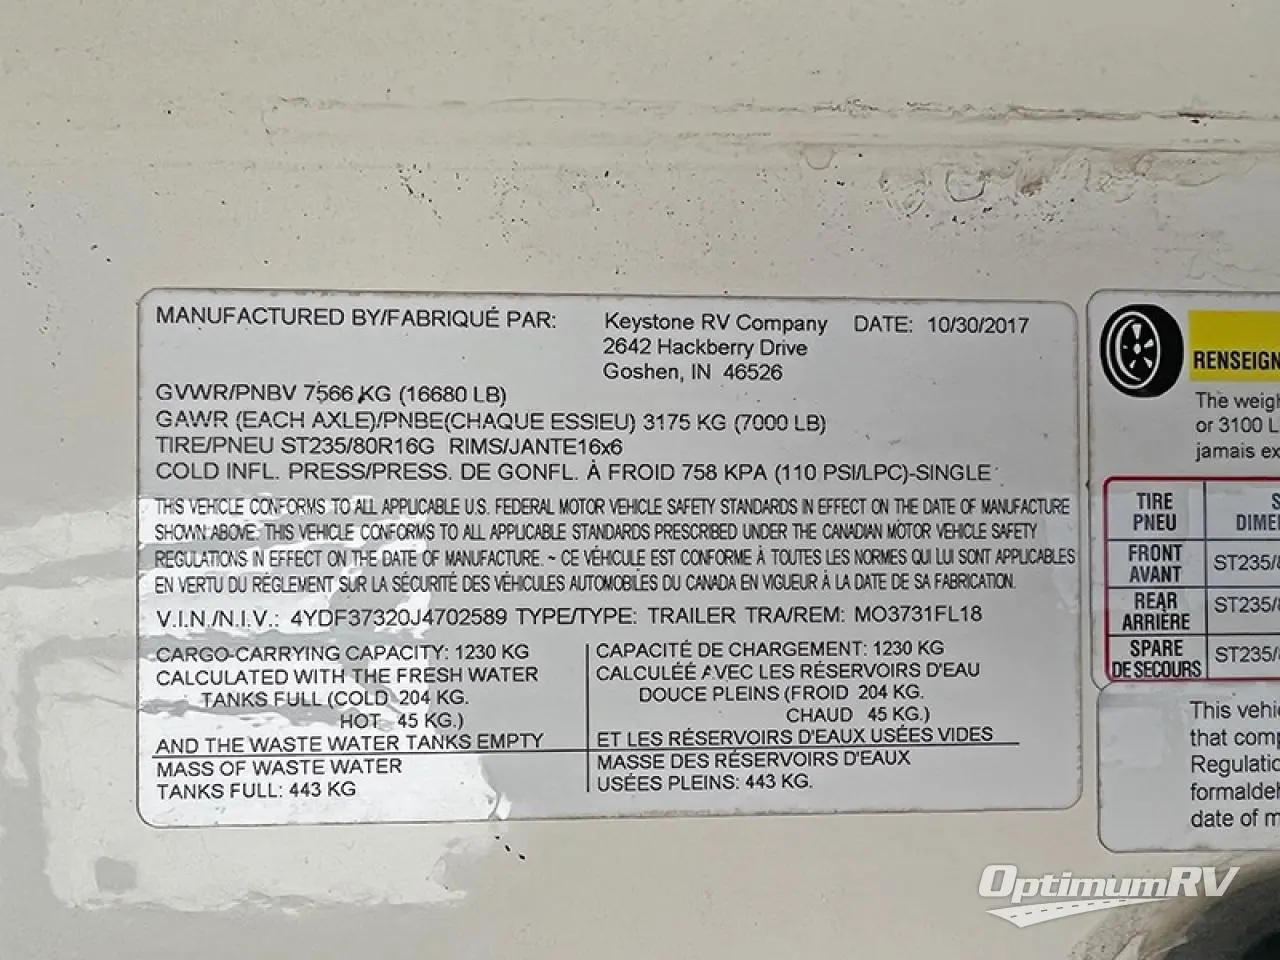 MANUFACTURED BY/FABRIQUÉ PAR: Keystone RV Company DATE: 10/30/2017
2642 Hackberry Drive
Goshen, IN 46526
GVWR/PNBV 7566 KG (16680 LB)
GAWR (EACH AXLE)/PNBE(CHAQUE ESSIEU) 3175 KG (7000 LB)
TIRE/PNEU ST235/80R16G RIMS/JANTE16x6
COLD INFL. PRESS/PRESS. DE GONFL. À FROID 758 KPA (110 PSI/LPC)-SINGLE
THIS VEHICLE CONFORMS TO ALL APPLICABLE U.S. FEDERAL MOTOR VEHICLE SAFETY STANDARDS IN EFFECT ON THE DATE OF MANUFACTURE
SHOWN ABOVE. THIS VEHICLE CONFORMS TO ALL APPLICABLE STANDARDS PRESCRIBED UNDER THE CANADIAN MOTOR VEHICLE SAFETY
REGULATIONS IN EFFECT ON THE DATE OF MANUFACTURE. ~ CE VÉHICULE EST CONFORME À TOUTES LES NORMES QUI LUI SONT APPLICABLES
EN VERTU DU RÉGLEMENT SUR LA SÉCURITÉ DES VÉHICULES AUTOMOBILES DU CANADA EN VIGUEUR À LA DATE DE SA FABRICATION.
V.I.N./N.I.V.: 4YDF37320J4702589 TYPE/TYPE: TRAILER TRA/REM: MO3731FL18
CARGO-CARRYING CAPACITY: 1230 KG
CALCULATED WITH THE FRESH WATER
TANKS FULL (COLD 204 KG.
HOT 45 KG.)
AND THE WASTE WATER TANKS EMPTY
MASS OF WASTE WATER
TANKS FULL: 443 KG
CAPACITÉ DE CHARGEMENT: 1230 KG
CALCULÉE AVEC LES RÉSERVOIRS D'EAU
DOUCE PLEINS (FROID 204 KG.
CHAUD 45 KG.)
ET LES RÉSERVOIRS D'EAUX USÉES VIDES
MASSE DES RÉSERVOIRS D'EAUX
USÉES PLEINS: 443 KG.
RENSEIGN
The weigh
or 3100 L
jamais ex
TIRE S
PNEU DIME
FRONT
AVANT ST235/
REAR
ARRIÈRE ST235/
SPARE
DE SECOURS ST235/
This vehi
that comp
Regulatio
formaldeh
date of m
OptimumRV